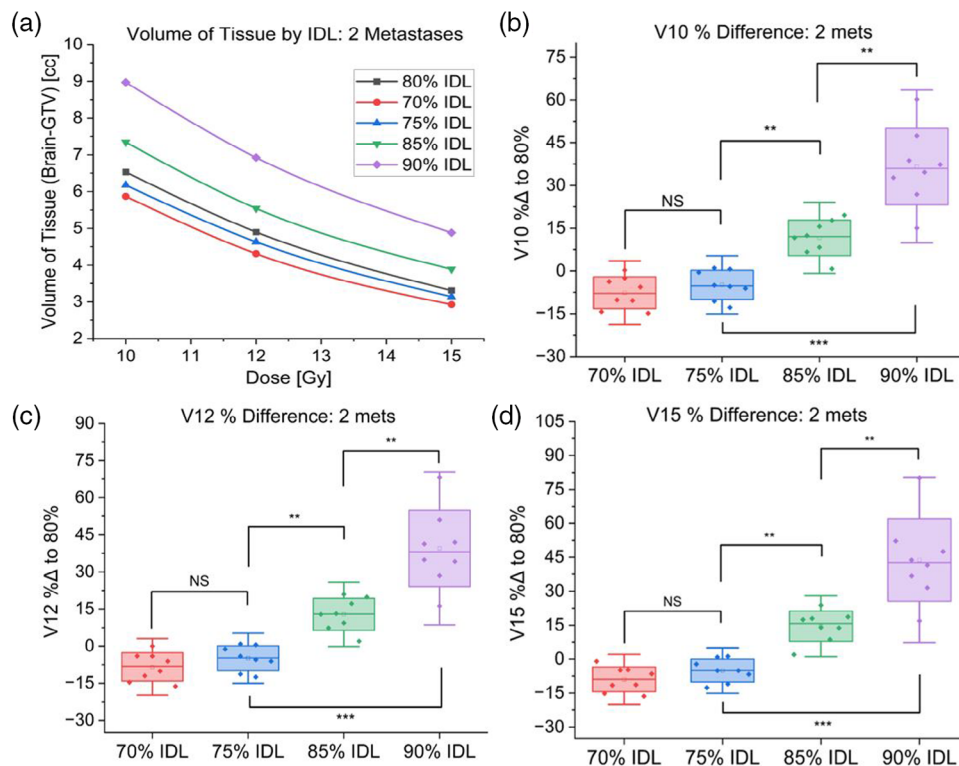 (a)
Volume of Tissue by IDL: 2 Metastases
Volume of Tissue (Brain-GTV) [cc]
10
9
8
7
6
5
4
3
2
80% IDL
70% IDL
75% IDL
85% IDL
90% IDL
10 11 12 13 14 15
Dose [Gy]
(b)
V10 % Difference: 2 mets
V10 %Δ to 80%
75
60
45
30
15
0
−15
−30
**
**
NS
***
70% IDL 75% IDL 85% IDL 90% IDL
(c)
V12 % Difference: 2 mets
V12 %Δ to 80%
90
75
60
45
30
15
0
−15
−30
**
**
NS
***
70% IDL 75% IDL 85% IDL 90% IDL
(d)
V15 % Difference: 2 mets
V15 %Δ to 80%
105
90
75
60
45
30
15
0
−15
−30
**
**
NS
***
70% IDL 75% IDL 85% IDL 90% IDL